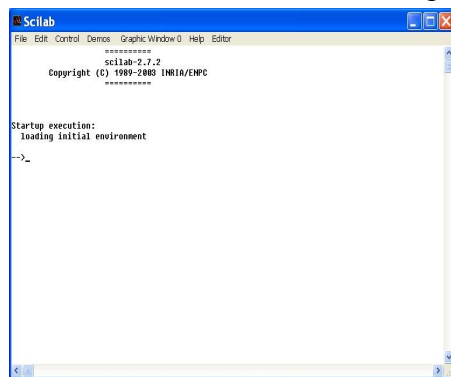 Scilab
File Edit Control Demos Graphic Window 0 Help Editor
==========
scilab-2.7.2
Copyright (C) 1989-2003 INRIA/ENPC
==========
Startup execution:
loading initial environment
-->_